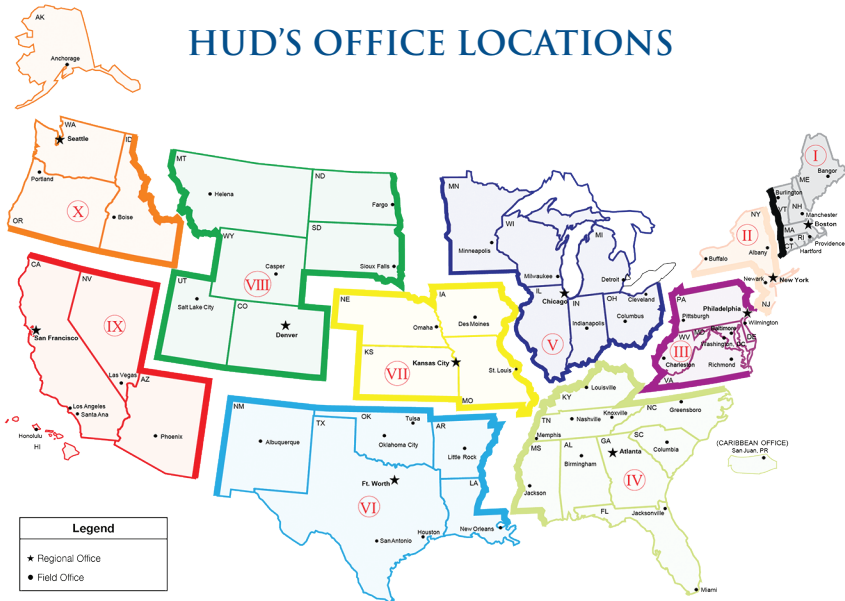 HUD'S OFFICE LOCATIONS
AK
Anchorage
WA
Seattle
ID
Portland
X
Boise
OR
MT
Helena
ND
Fargo
SD
WY
Casper
Sioux Falls
VIII
UT
Salt Lake City
CO
Denver
CA
NV
IX
San Francisco
Las Vegas
AZ
Los Angeles
Santa Ana
Phoenix
Honolulu
HI
NE
IA
Omaha
Des Moines
KS
VII
Kansas City
St. Louis
MO
MN
WI
MI
Minneapolis
Milwaukee
Detroit
IL
Chicago
IN
OH
Cleveland
Indianapolis
Columbus
V
NM
TX
OK
Tulsa
AR
Albuquerque
Oklahoma City
Little Rock
Ft. Worth
LA
VI
New Orleans
Houston
San Antonio
KY
Louisville
TN
Knoxville
NC
Greensboro
Nashville
Memphis
MS
AL
GA
SC
Birmingham
Atlanta
Columbia
IV
Jackson
FL
Jacksonville
Miami
(CARIBBEAN OFFICE)
San Juan, PR
PA
Philadelphia
Pittsburgh
Wilmington
WV
MD
Baltimore
DE
Washington, DC
III
Charleston
Richmond
VA
NY
II
Albany
Buffalo
Newark
New York
NJ
I
ME
Bangor
Burlington
VT
NH
Manchester
Boston
MA
RI
Providence
CT
Hartford
Legend
Regional Office
Field Office